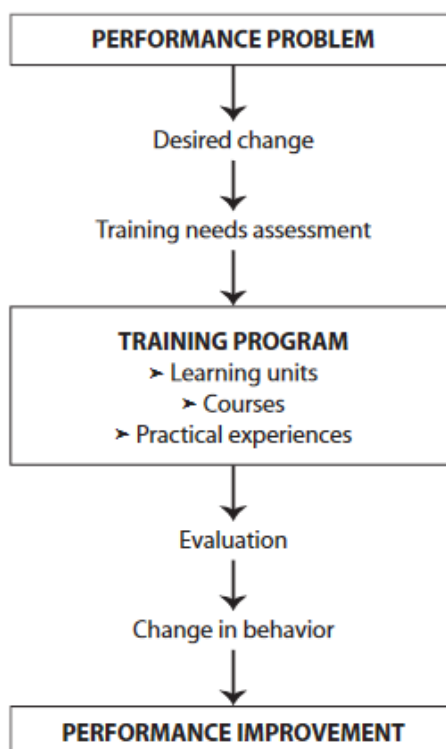 PERFORMANCE PROBLEM
Desired change
Training needs assessment
TRAINING PROGRAM
➤ Learning units
➤ Courses
➤ Practical experiences
Evaluation
Change in behavior
PERFORMANCE IMPROVEMENT